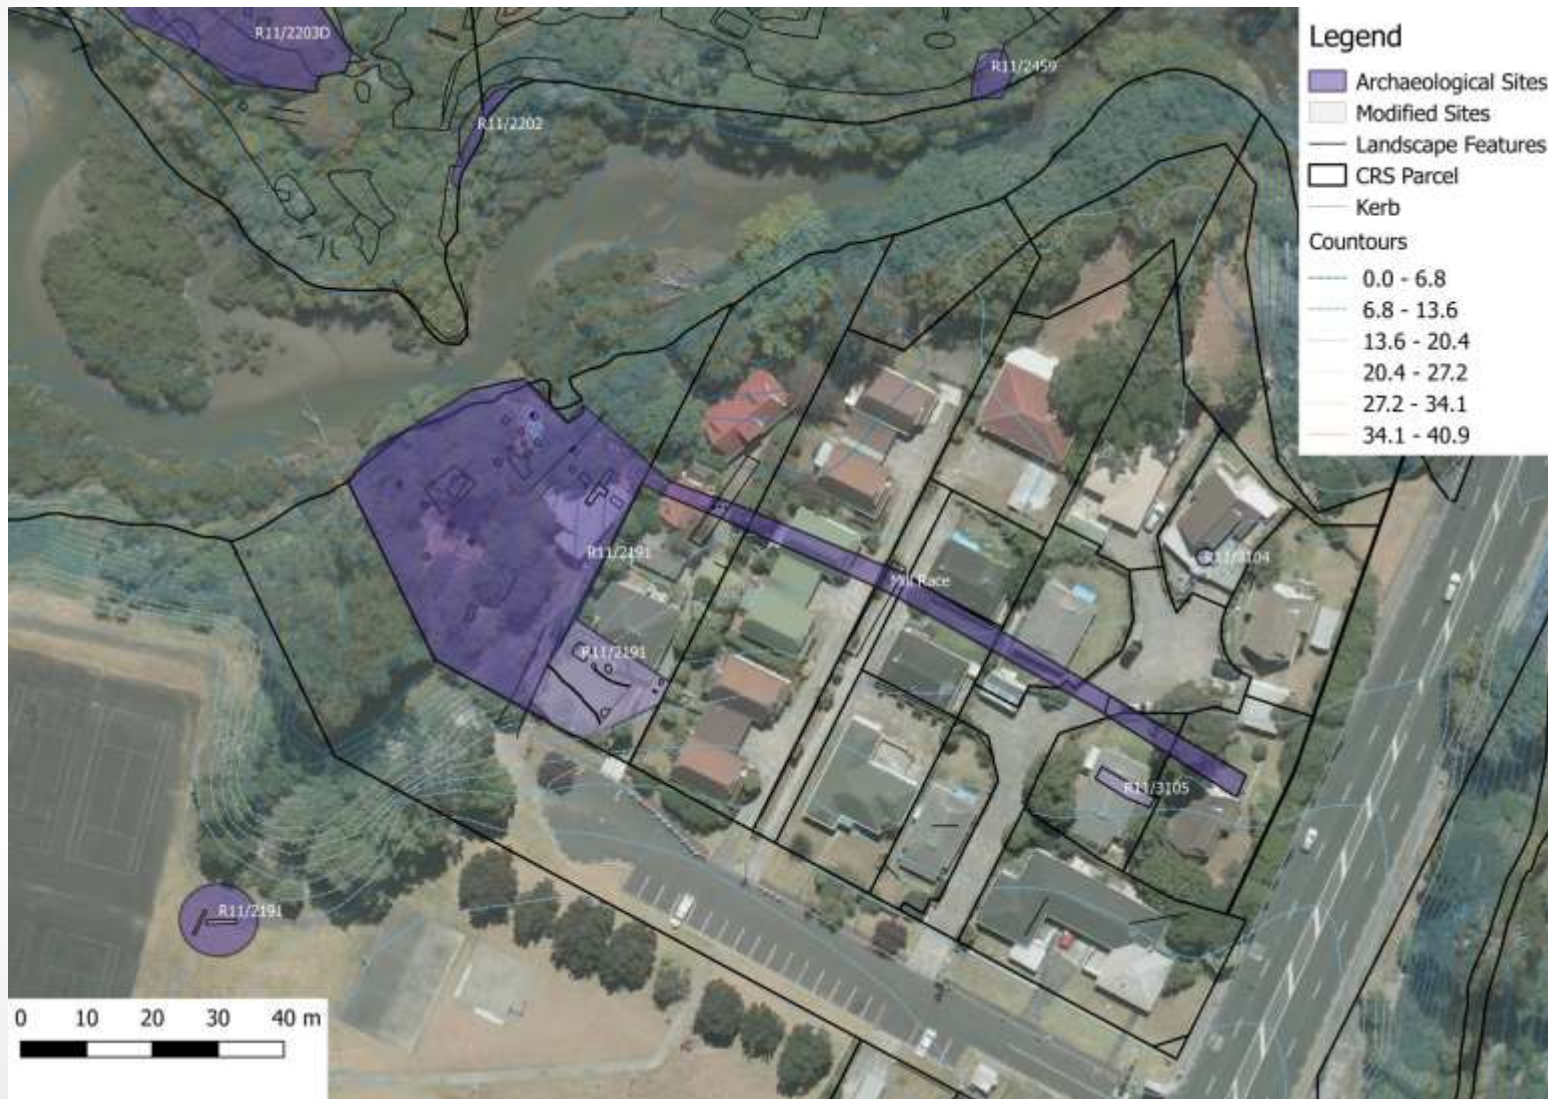 R11/2203D
R11/2459
R11/2202
Legend
Archaeological Sites
Modified Sites
Landscape Features
CRS Parcel
Kerb
Countours
0.0 - 6.8
6.8 - 13.6
13.6 - 20.4
20.4 - 27.2
27.2 - 34.1
34.1 - 40.9
R11/2191
R11/3104
Mill Race
R11/2191
R11/3105
R11/2191
0 10 20 30 40 m